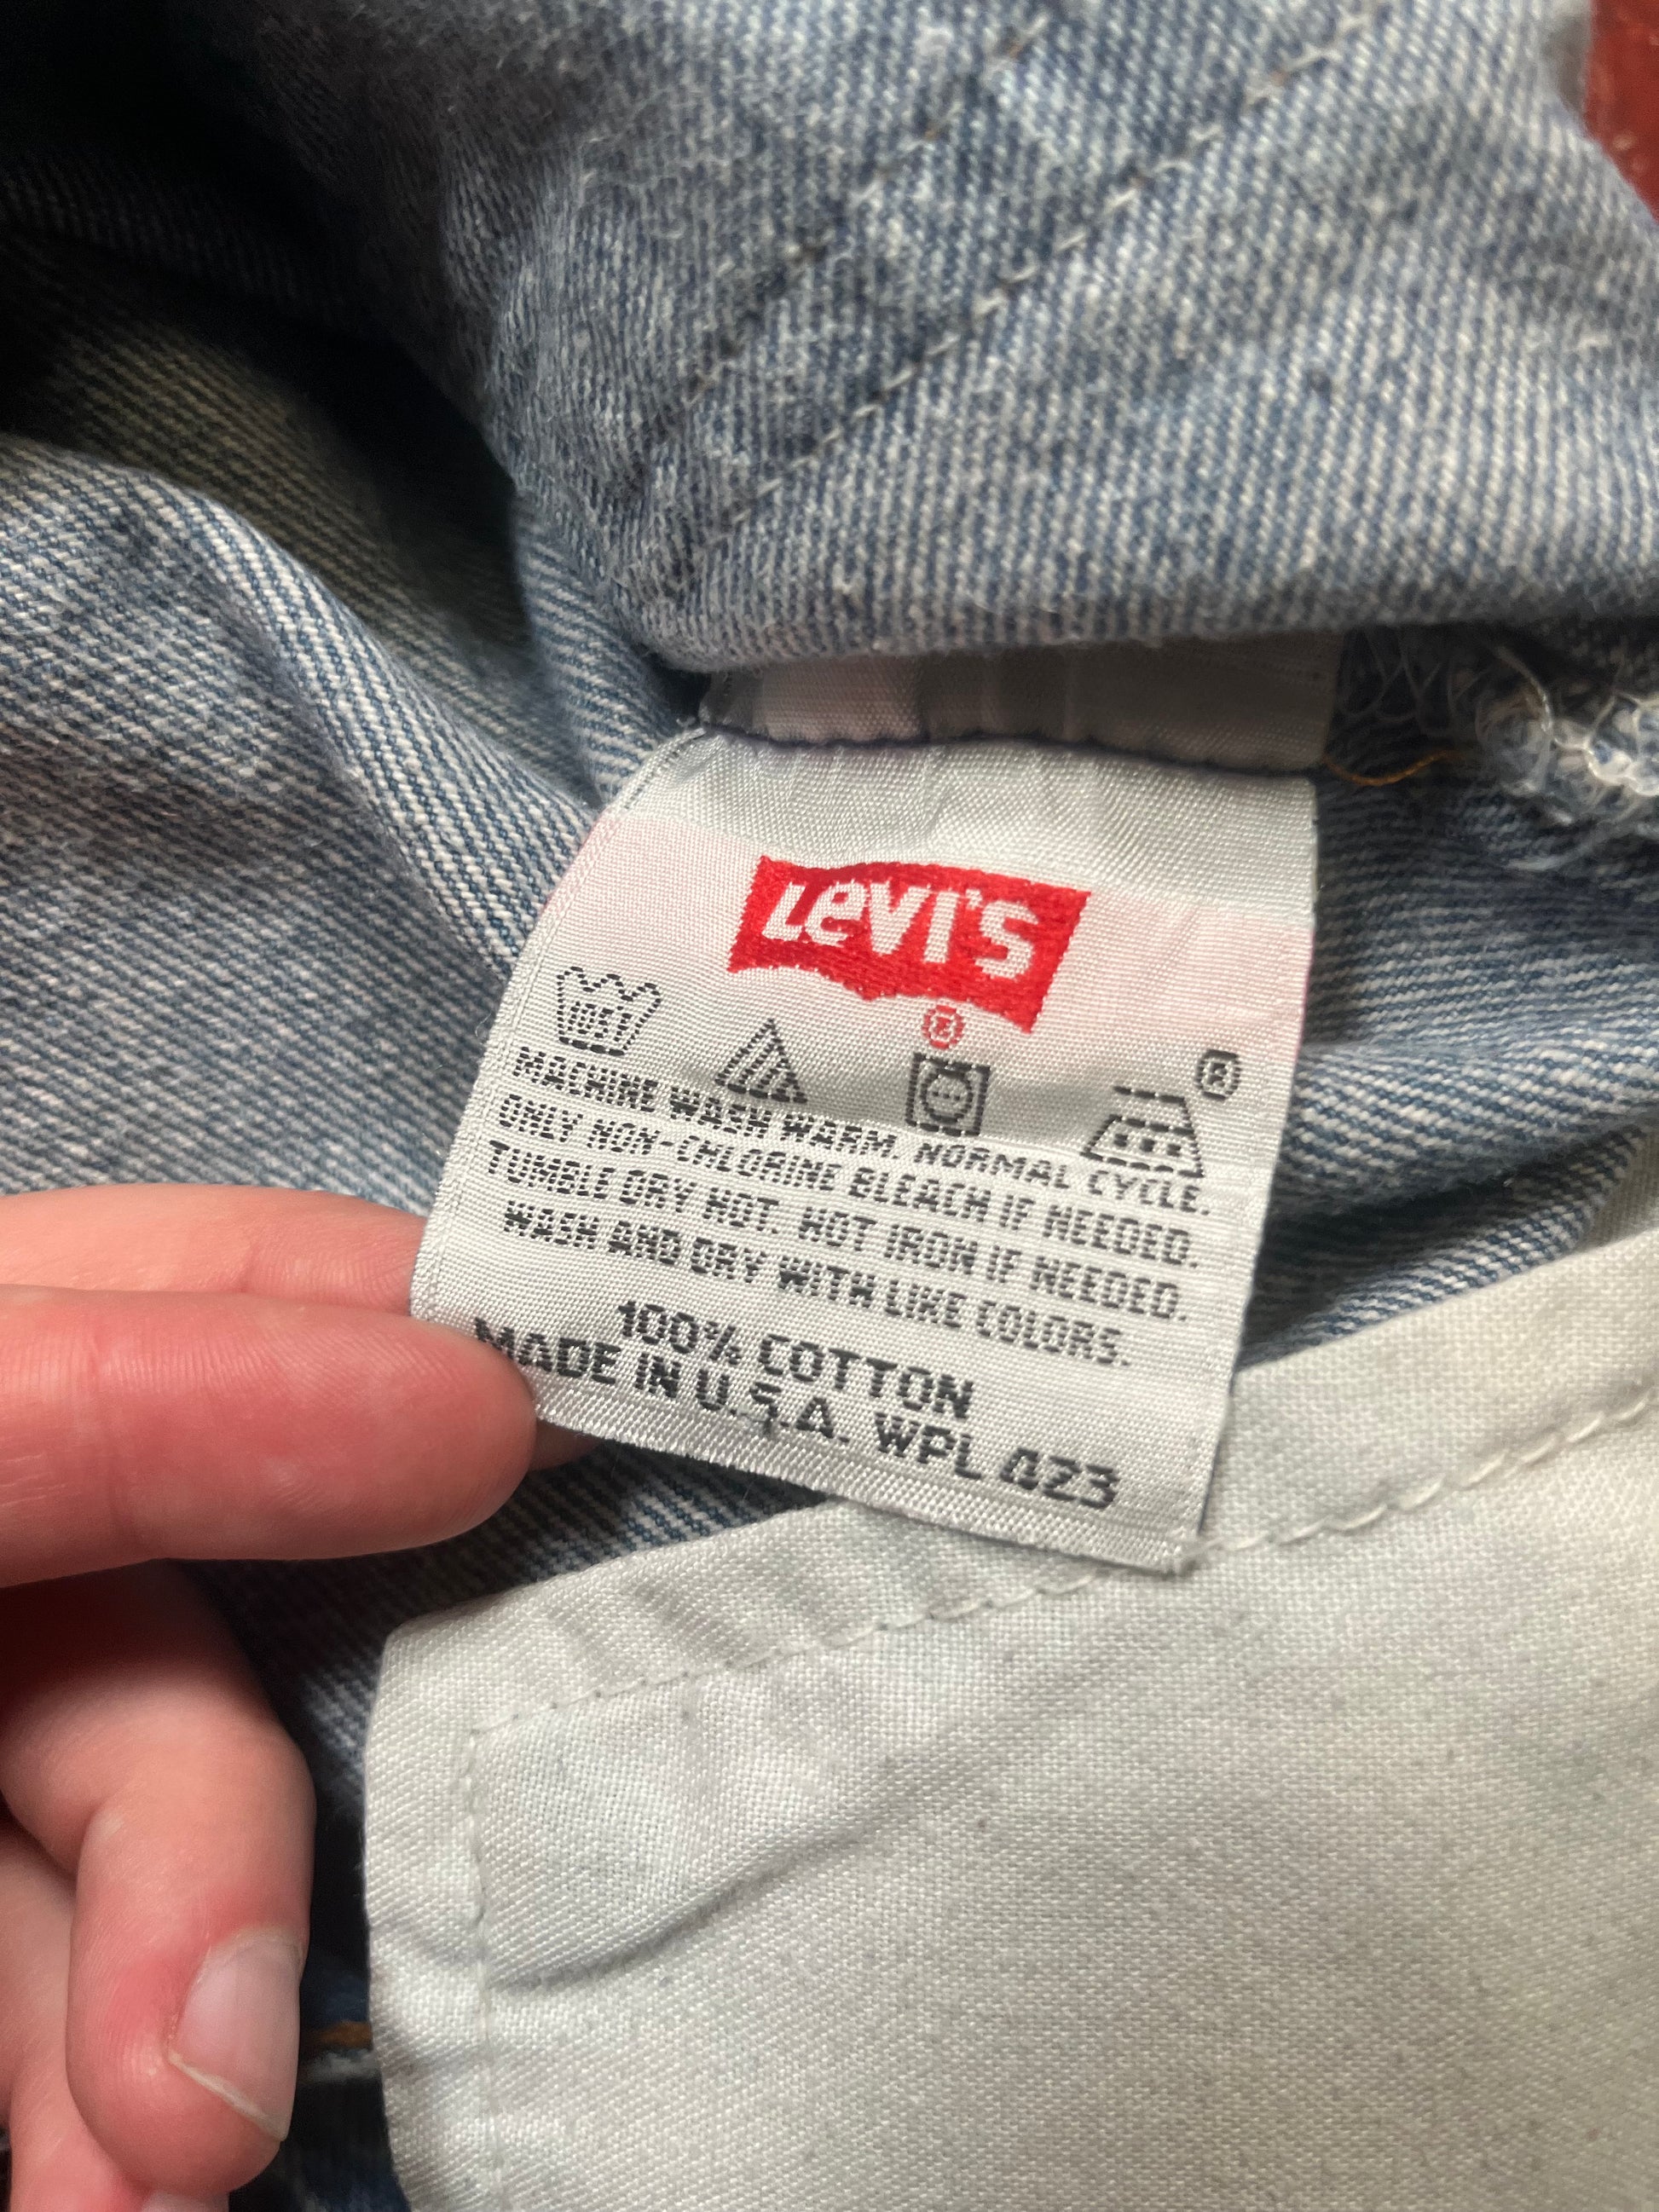 LEVI'S
®
105F
®
MACHINE WASH WARM. NORMAL CYCLE.
ONLY NON-CHLORINE BLEACH IF NEEDED.
TUMBLE DRY HOT. HOT IRON IF NEEDED.
WASH AND DRY WITH LIKE COLORS.
100% COTTON
MADE IN U.S.A. WPL 423